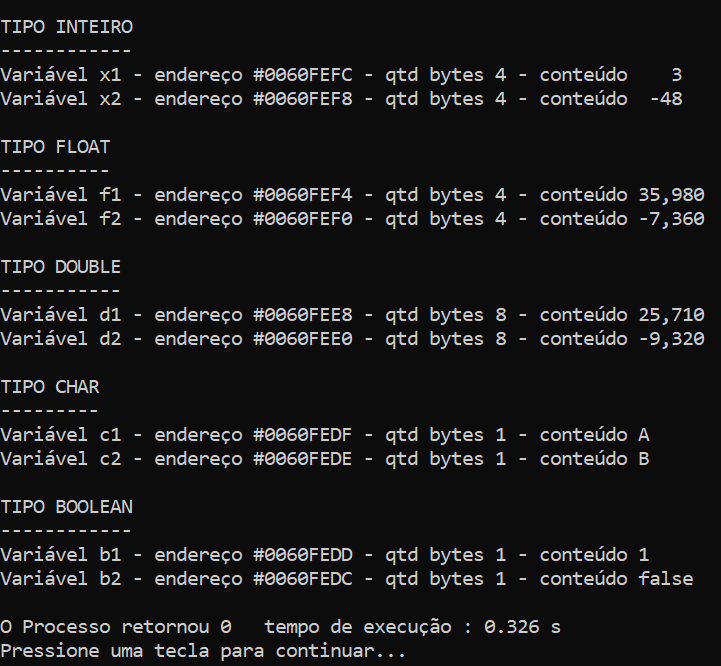 TIPO INTEIRO
------------
Variável x1 - endereço #0060FEFC - qtd bytes 4 - conteúdo    3
Variável x2 - endereço #0060FEF8 - qtd bytes 4 - conteúdo  -48
TIPO FLOAT
----------
Variável f1 - endereço #0060FEF4 - qtd bytes 4 - conteúdo 35,980
Variável f2 - endereço #0060FEF0 - qtd bytes 4 - conteúdo -7,360
TIPO DOUBLE
-----------
Variável d1 - endereço #0060FEE8 - qtd bytes 8 - conteúdo 25,710
Variável d2 - endereço #0060FEE0 - qtd bytes 8 - conteúdo -9,320
TIPO CHAR
---------
Variável c1 - endereço #0060FEDF - qtd bytes 1 - conteúdo A
Variável c2 - endereço #0060FEDE - qtd bytes 1 - conteúdo B
TIPO BOOLEAN
------------
Variável b1 - endereço #0060FEDD - qtd bytes 1 - conteúdo 1
Variável b2 - endereço #0060FEDC - qtd bytes 1 - conteúdo false
O Processo retornou 0   tempo de execução : 0.326 s
Pressione uma tecla para continuar...